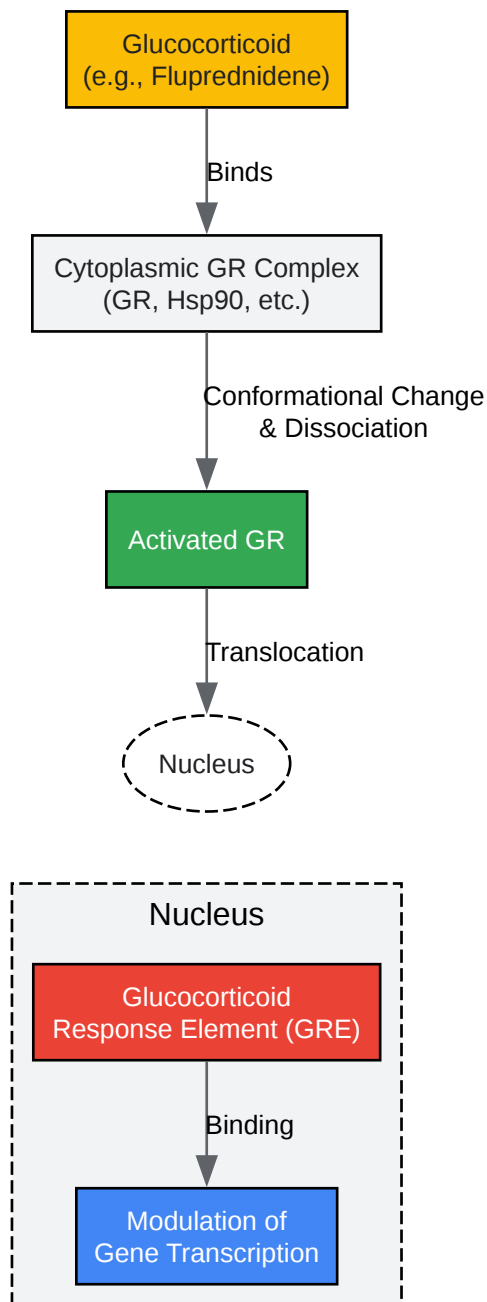 Glucocorticoid
(e.g., Fluprednidene)
Binds
Cytoplasmic GR Complex
(GR, Hsp90, etc.)
Conformational Change
& Dissociation
Activated GR
Translocation
Nucleus
Nucleus
Glucocorticoid
Response Element (GRE)
Binding
Modulation of
Gene Transcription